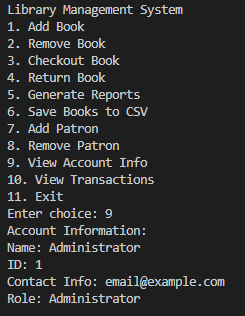 Library Management System
1. Add Book
2. Remove Book
3. Checkout Book
4. Return Book
5. Generate Reports
6. Save Books to CSV
7. Add Patron
8. Remove Patron
9. View Account Info
10. View Transactions
11. Exit
Enter choice: 9
Account Information:
Name: Administrator
ID: 1
Contact Info: email@example.com
Role: Administrator